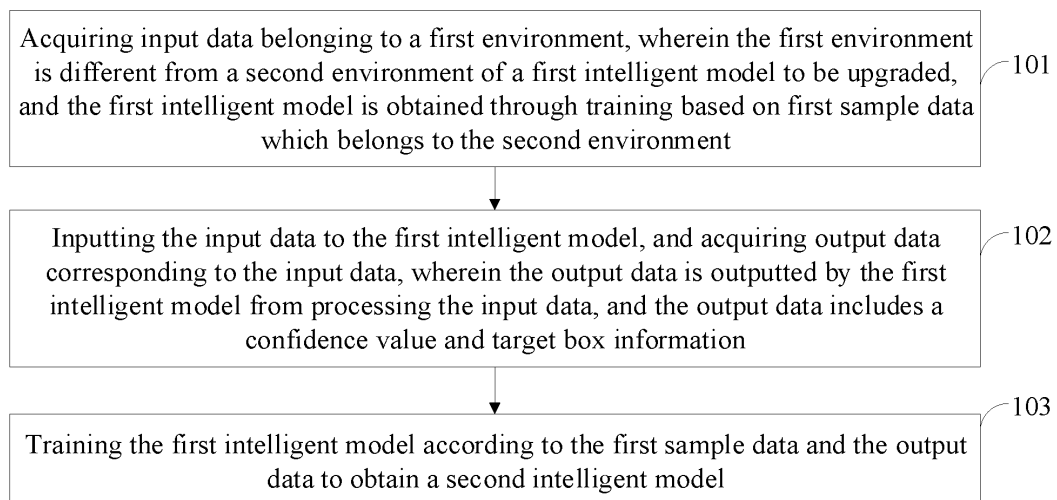 Acquiring input data belonging to a first environment, wherein the first environment
is different from a second environment of a first intelligent model to be upgraded,
and the first intelligent model is obtained through training based on first sample data
which belongs to the second environment
101
Inputting the input data to the first intelligent model, and acquiring output data
corresponding to the input data, wherein the output data is outputted by the first
intelligent model from processing the input data, and the output data includes a
confidence value and target box information
102
Training the first intelligent model according to the first sample data and the output
data to obtain a second intelligent model
103